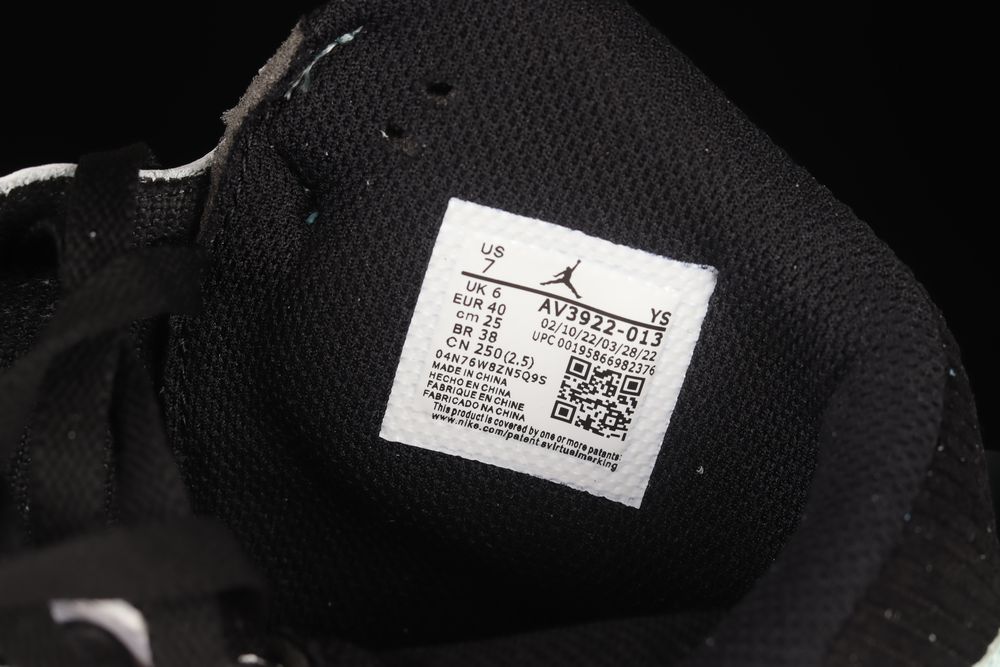 US
7
YS
UK 6
EUR 40
cm 25
BR 38
CN 250(2.5)
AV3922-013
02/10/22/03/28/22
UPC 00195866982376
04N76W8ZN5Q9S
MADE IN CHINA
HECHO EN CHINA
FABRIQUE EN CHINE
FABRICADO NA CHINA
This product is covered by one or more patents:
www.nike.com/patent.svirtuelmerking